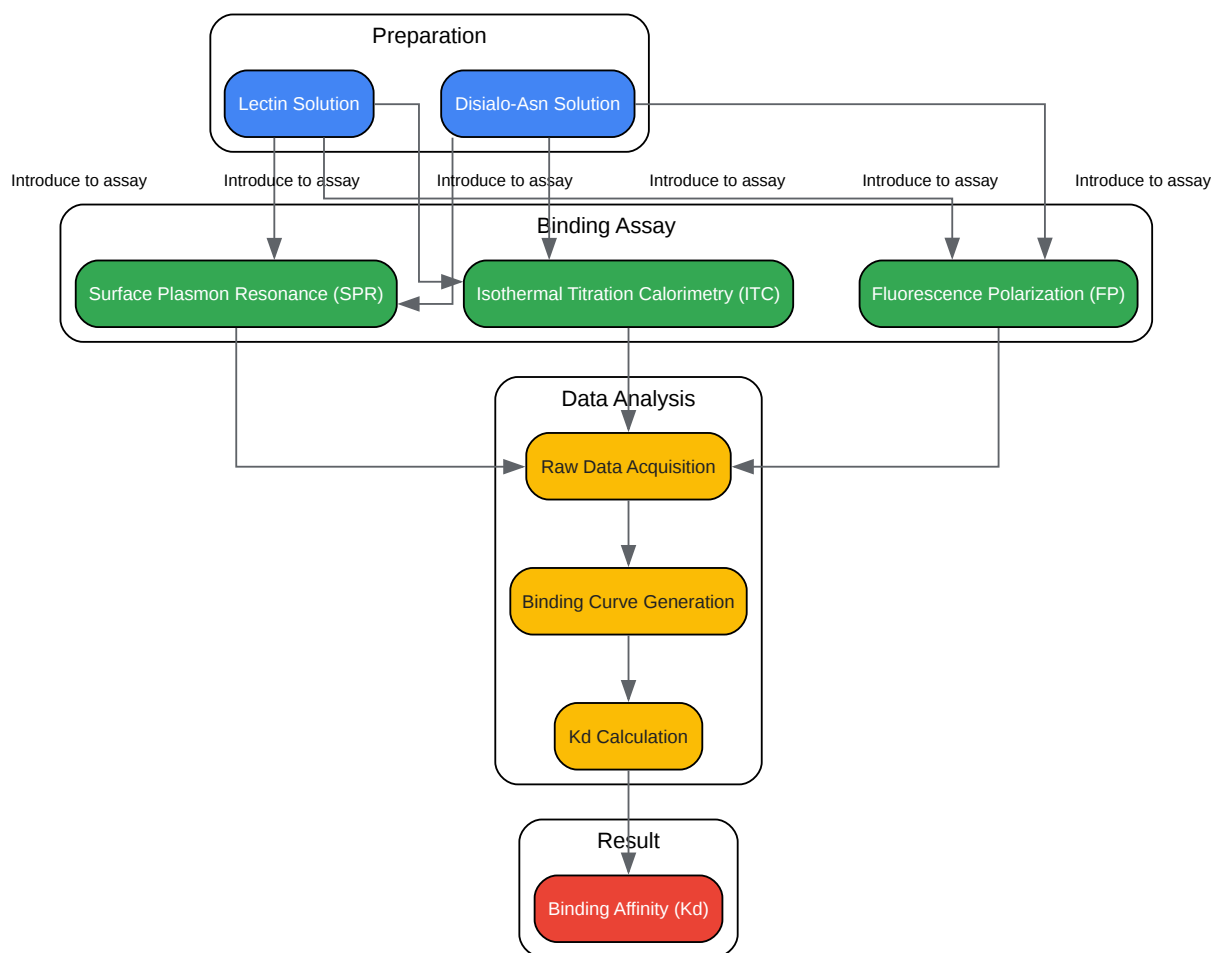 Preparation
Lectin Solution
Disialo-Asn Solution
Introduce to assay
Introduce to assay
Introduce to assay
Introduce to assay
Introduce to assay
Introduce to assay
Binding Assay
Surface Plasmon Resonance (SPR)
Isothermal Titration Calorimetry (ITC)
Fluorescence Polarization (FP)
Data Analysis
Raw Data Acquisition
Binding Curve Generation
Kd Calculation
Result
Binding Affinity (Kd)